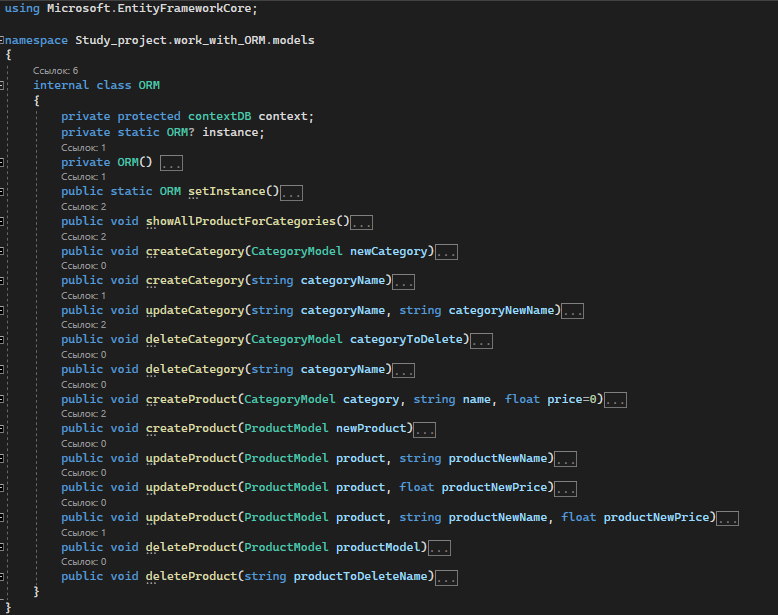 using Microsoft.EntityFrameworkCore;
namespace Study_project.work_with_ORM.models
{
Ссылок: 6
internal class ORM
{
private protected contextDB context;
private static ORM? instance;
Ссылок: 1
private ORM() ...
Ссылок: 1
public static ORM setInstance()...
Ссылок: 2
public void showAllProductForCategories()...
Ссылок: 2
public void createCategory(CategoryModel newCategory)...
Ссылок: 0
public void createCategory(string categoryName)...
Ссылок: 1
public void updateCategory(string categoryName, string categoryNewName)...
Ссылок: 2
public void deleteCategory(CategoryModel categoryToDelete)...
Ссылок: 0
public void deleteCategory(string categoryName)...
Ссылок: 0
public void createProduct(CategoryModel category, string name, float price=0)...
Ссылок: 2
public void createProduct(ProductModel newProduct)...
Ссылок: 0
public void updateProduct(ProductModel product, string productNewName)...
Ссылок: 0
public void updateProduct(ProductModel product, float productNewPrice)...
Ссылок: 0
public void updateProduct(ProductModel product, string productNewName, float productNewPrice)...
Ссылок: 1
public void deleteProduct(ProductModel productModel)...
Ссылок: 0
public void deleteProduct(string productToDeleteName)...
}
}